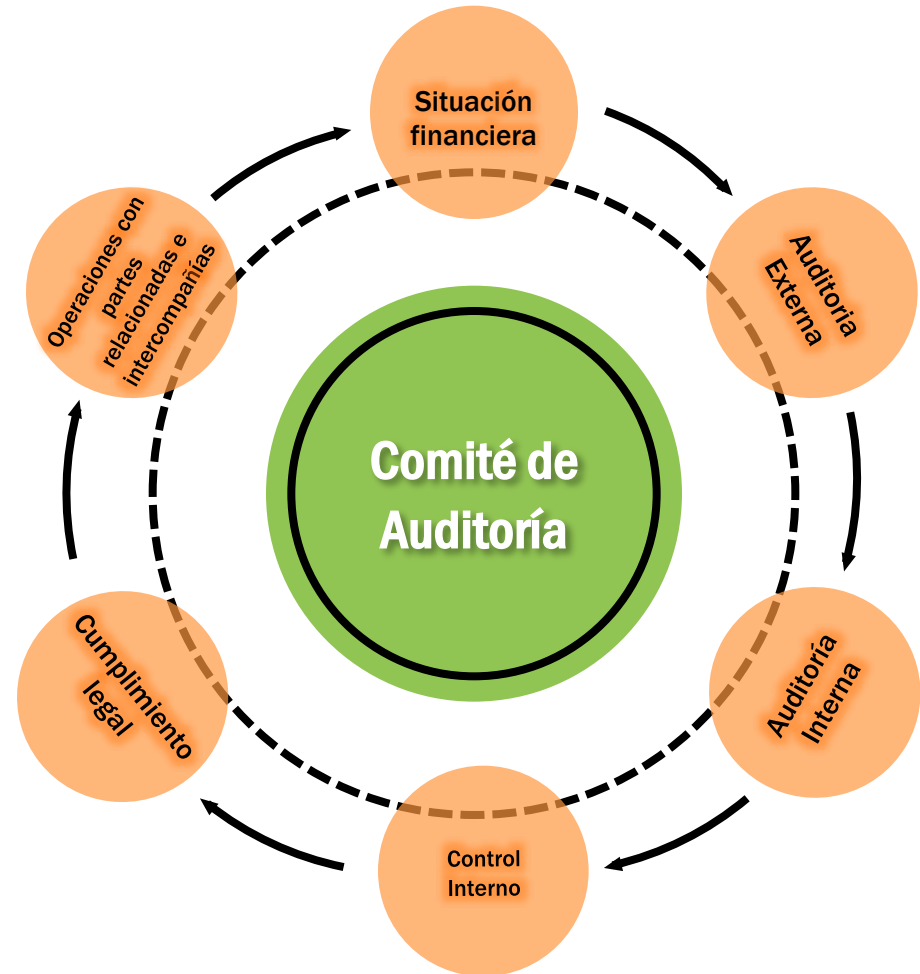 Situación
financiera
Auditoria
Externa
Auditoría
Interna
Control
Interno
Cumplimiento
legal
Operaciones con
partes
relacionadas e
intercompañías
Comité de
Auditoría